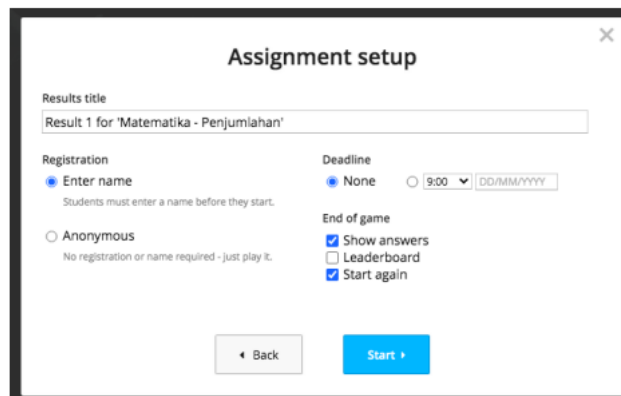 Assignment setup
Results title
Result 1 for 'Matematika - Penjumlahan'
Registration
Enter name
Students must enter a name before they start.
Anonymous
No registration or name required - just play it.
Deadline
None
9:00
DD/MM/YYYY
End of game
Show answers
Leaderboard
Start again
Back
Start